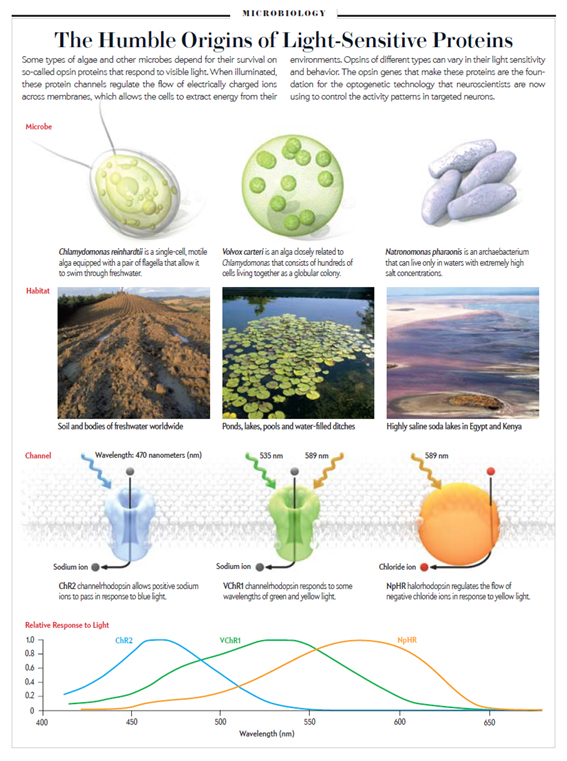 MICROBIOLOGY
The Humble Origins of Light-Sensitive Proteins
Some types of algae and other microbes depend for their survival on
so-called opsin proteins that respond to visible light. When illuminated,
these protein channels regulate the flow of electrically charged ions
across membranes, which allows the cells to extract energy from their
environments. Opsins of different types can vary in their light sensitivity
and behavior. The opsin genes that make these proteins are the foun-
dation for the optogenetic technology that neuroscientists are now
using to control the activity patterns in targeted neurons.
Microbe
Chlamydomonas reinhardtii is a single-cell, motile
alga equipped with a pair of flagella that allow it
to swim through freshwater.
Volvox carteri is an alga closely related to
Chlamydomonas that consists of hundreds of
cells living together as a globular colony.
Natronomonas pharaonis is an archaebacterium
that can live only in waters with extremely high
salt concentrations.
Habitat
Soil and bodies of freshwater worldwide
Ponds, lakes, pools and water-filled ditches
Highly saline soda lakes in Egypt and Kenya
Channel
Wavelength: 470 nanometers (nm)
535 nm
589 nm
589 nm
Sodium ion
Sodium ion
Chloride ion
ChR2 channelrhodopsin allows positive sodium
ions to pass in response to blue light.
VChR1 channelrhodopsin responds to some
wavelengths of green and yellow light.
NpHR halorhodopsin regulates the flow of
negative chloride ions in response to yellow light.
Relative Response to Light
ChR2
VChR1
NpHR
1.0
0.8
0.6
0.4
0.2
0
400
450
500
550
600
650
Wavelength (nm)